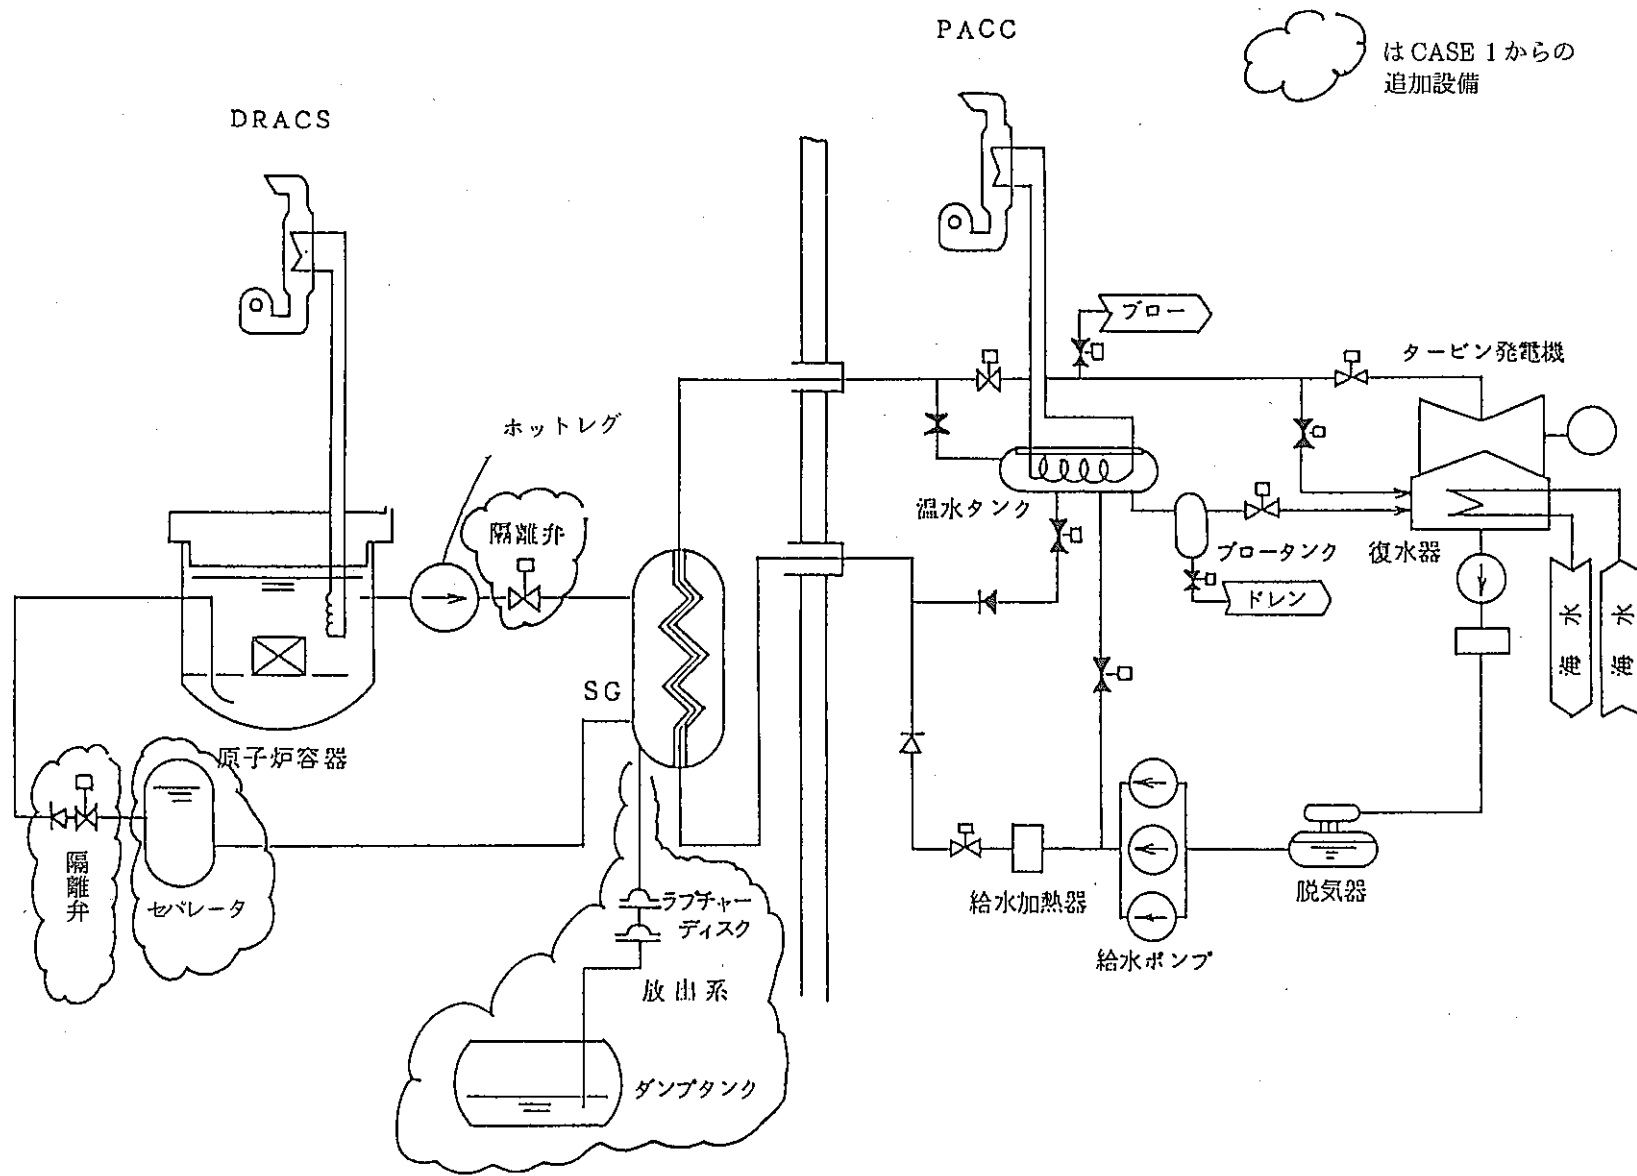 PACC
は CASE 1 からの
追加設備
DRACS
ブロー
タービン発電機
ホットレグ
隔離弁
温水タンク
ブロータンク
復水器
ドレン
海水
海水
SG
原子炉容器
隔離弁
セパレータ
ラプチャー
ディスク
給水加熱器
脱気器
給水ポンプ
放出系
ダンプタンク